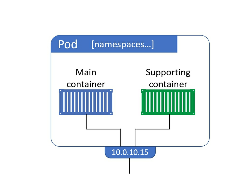 Pod [namespaces...]
Main
container
Supporting
container
10.0.10.15